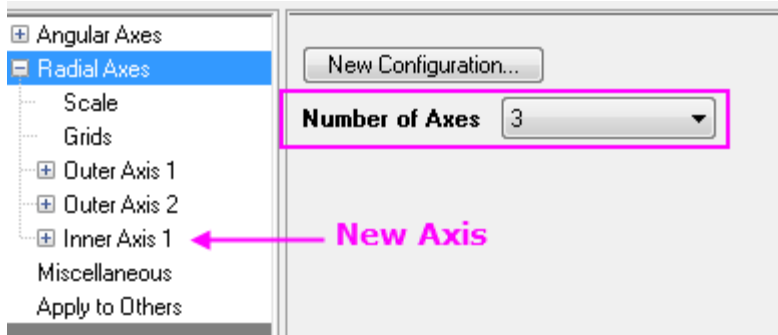 Angular Axes
Radial Axes
Scale
Grids
Outer Axis 1
Outer Axis 2
Inner Axis 1
Miscellaneous
Apply to Others
New Configuration...
Number of Axes 3
New Axis